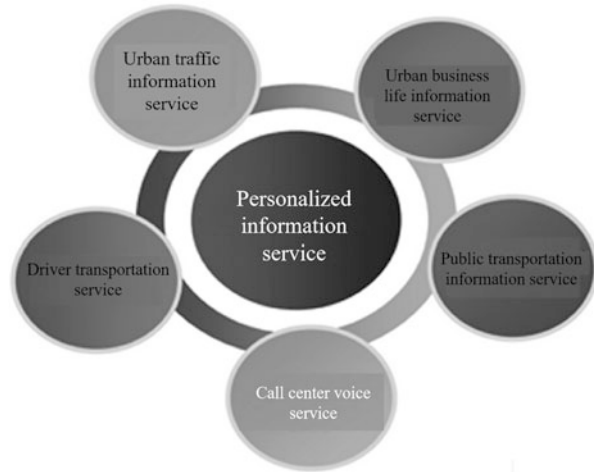 Urban traffic
information
service
Urban business
life information
service
Personalized
information
service
Driver transportation
service
Public transportation
information service
Call center voice
service